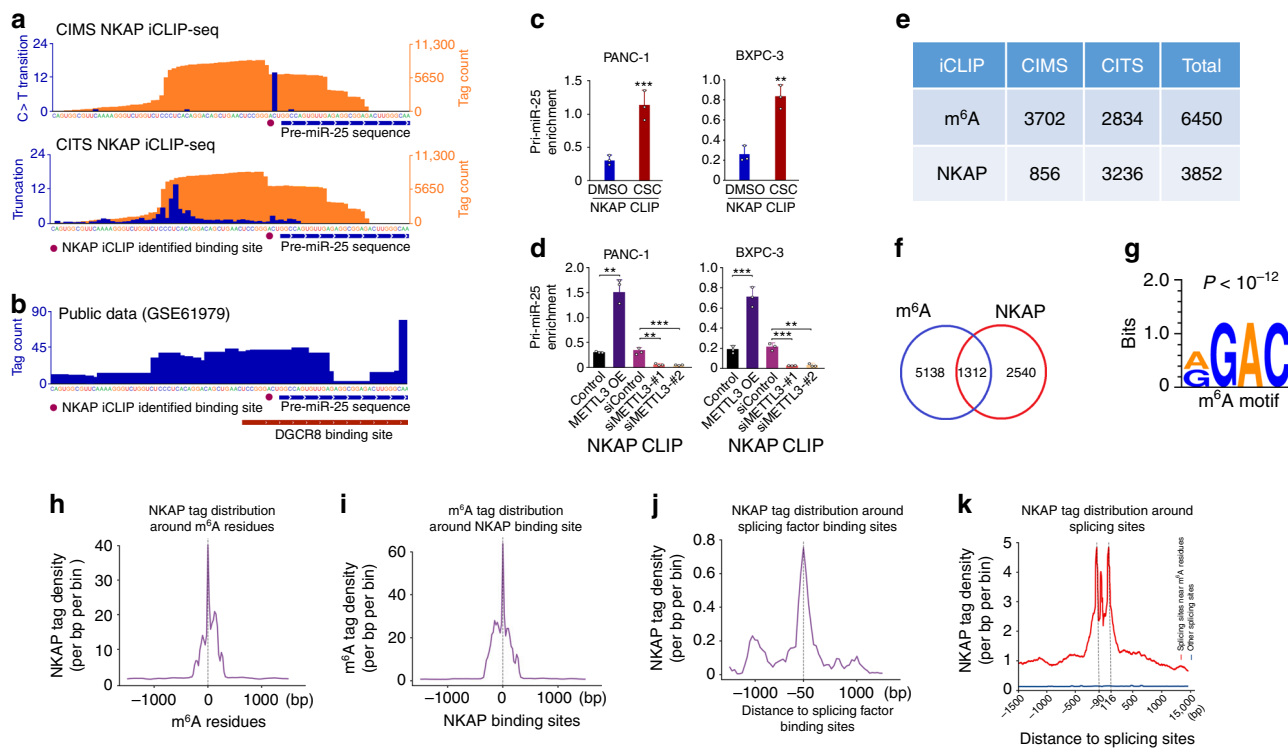 a
CIMS NKAP iCLIP-seq
24
12
0
C> T transition
11,300
5650
0
Tag count
CAGUGGCGUUCAAAAGGGUCUGGUCUCCCUCACAGGACAGCUGAACUCCGGGACUGGCCAGUGUUGAGAGGCGGAGACUUGGGCAA
Pre-miR-25 sequence
CITS NKAP iCLIP-seq
24
12
0
Truncation
11,300
5650
0
Tag count
CAGUGGCGUUCAAAAGGGUCUGGUCUCCCUCACAGGACAGCUGAACUCCGGGACUGGCCAGUGUUGAGAGGCGGAGACUUGGGCAA
NKAP iCLIP identified binding site
Pre-miR-25 sequence
b
Public data (GSE61979)
90
45
0
Tag count
CAGUGGCGUUCAAAAGGGUCUGGUCUCCCUCACAGGACAGCUGAACUCCGGGACUGGCCAGUGUUGAGAGGCGGAGACUUGGGCAA
NKAP iCLIP identified binding site
Pre-miR-25 sequence
DGCR8 binding site
c
PANC-1
1.5
1.0
0.5
0
Pri-miR-25
enrichment
***
DMSO CSC
NKAP CLIP
BXPC-3
1.0
0.8
0.6
0.4
0.2
0
**
DMSO CSC
NKAP CLIP
d
PANC-1
2.0
1.5
1.0
0.5
0
Pri-miR-25
enrichment
**
***
**
Control
METTL3 OE
siControl
siMETTL3-#1
siMETTL3-#2
NKAP CLIP
BXPC-3
1.0
0.8
0.6
0.4
0.2
0
***
**
***
Control
METTL3 OE
siControl
siMETTL3-#1
siMETTL3-#2
NKAP CLIP
e
iCLIP CIMS CITS Total
m⁶A 3702 2834 6450
NKAP 856 3236 3852
f
m⁶A
NKAP
5138 1312 2540
g
P < 10⁻¹²
2.0
1.2
0
Bits
A
GGAC
m⁶A motif
h
NKAP tag distribution
around m⁶A residues
40
30
20
10
0
NKAP tag density
(per bp per bin )
−1000 0 1000 (bp)
m⁶A residues
i
m⁶A tag distribution
around NKAP binding site
60
40
20
0
m⁶A tag density
(per bp per bin)
−1000 0 1000 (bp)
NKAP binding sites
j
NKAP tag distribution around
splicing factor binding sites
0.8
0.6
0.4
0.2
0
NKAP tag density
(per bp per bin)
−1000 −50 1000 (bp)
Distance to splicing factor
binding sites
k
NKAP tag distribution around
splicing sites
5
4
3
2
1
0
NKAP tag density
(per bp per bin)
Splicing sites near m⁶A residues
Other splicing sites
−1500
−1000
−500
−90
16
500
1000
15,000
(bp)
Distance to splicing sites